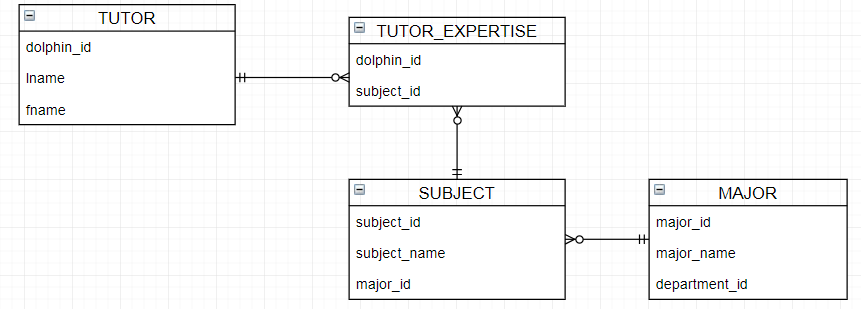 TUTOR
dolphin_id
lname
fname
TUTOR_EXPERTISE
dolphin_id
subject_id
SUBJECT
subject_id
subject_name
major_id
MAJOR
major_id
major_name
department_id